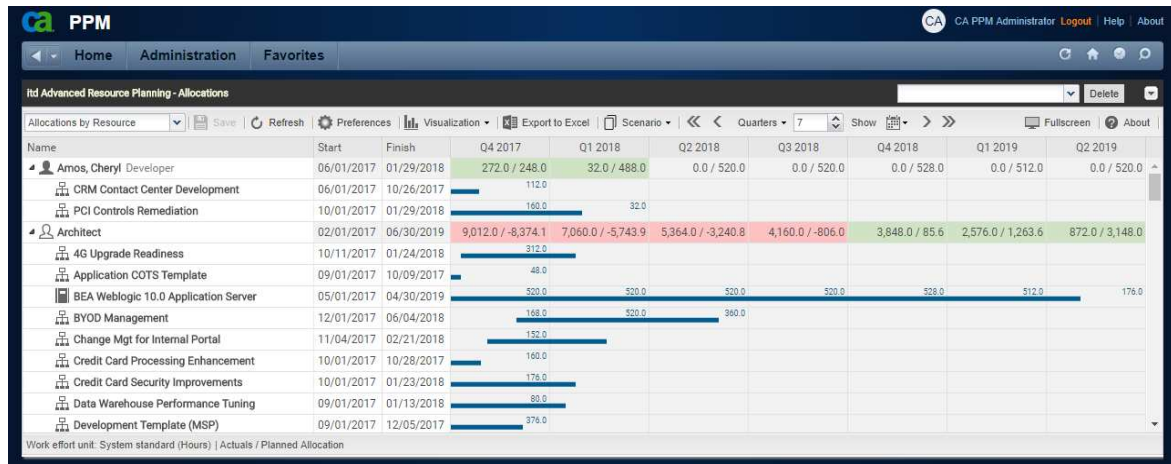 ca PPM
CA CA PPM Administrator Logout Help About
Home Administration Favorites
itd Advanced Resource Planning - Allocations Delete
Allocations by Resource Save Refresh Preferences Visualization Export to Excel Scenario Quarters 7 Show Fullscreen About
Name Start Finish Q4 2017 Q1 2018 Q2 2018 Q3 2018 Q4 2018 Q1 2019 Q2 2019
Amos, Cheryl Developer 06/01/2017 01/29/2018 272.0 / 248.0 32.0 / 488.0 0.0 / 520.0 0.0 / 520.0 0.0 / 528.0 0.0 / 512.0 0.0 / 520.0
CRM Contact Center Development 06/01/2017 10/26/2017 112.0
PCI Controls Remediation 10/01/2017 01/29/2018 160.0 32.0
Architect 02/01/2017 06/30/2019 9,012.0 / -8,374.1 7,060.0 / -5,743.9 5,364.0 / -3,240.8 4,160.0 / -806.0 3,848.0 / 85.6 2,576.0 / 1,263.6 872.0 / 3,148.0
4G Upgrade Readiness 10/11/2017 01/24/2018 312.0
Application COTS Template 09/01/2017 10/09/2017 48.0
BEA Weblogic 10.0 Application Server 05/01/2017 04/30/2019 520.0 520.0 520.0 520.0 528.0 512.0 176.0
BYOD Management 12/01/2017 06/04/2018 168.0 520.0 360.0
Change Mgt for Internal Portal 11/04/2017 02/21/2018 152.0
Credit Card Processing Enhancement 10/01/2017 10/28/2017 160.0
Credit Card Security Improvements 10/01/2017 01/23/2018 176.0
Data Warehouse Performance Tuning 09/01/2017 01/13/2018 80.0
Development Template (MSP) 09/01/2017 12/05/2017 376.0
Work effort unit: System standard (Hours) | Actuals / Planned Allocation